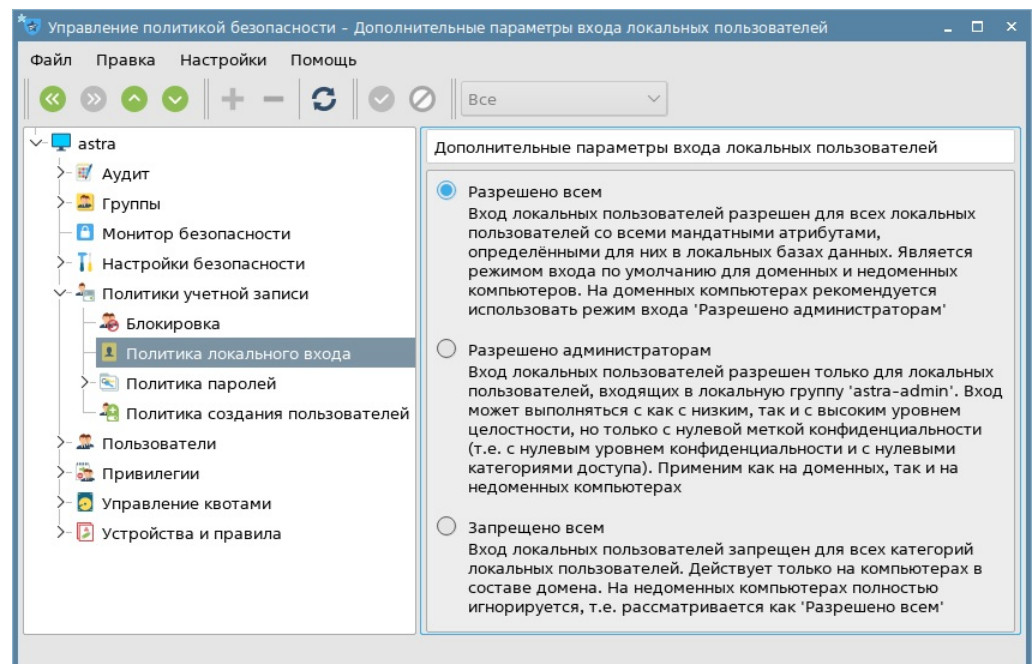 Управление политикой безопасности - Дополнительные параметры входа локальных пользователей
Файл Правка Настройки Помощь
Все
astra
Аудит
Группы
Монитор безопасности
Настройки безопасности
Политики учетной записи
Блокировка
Политика локального входа
Политика паролей
Политика создания пользователей
Пользователи
Привилегии
Управление квотами
Устройства и правила
Дополнительные параметры входа локальных пользователей
Разрешено всем
Вход локальных пользователей разрешен для всех локальных
пользователей со всеми мандатными атрибутами,
определёнными для них в локальных базах данных. Является
режимом входа по умолчанию для доменных и недоменных
компьютеров. На доменных компьютерах рекомендуется
использовать режим входа 'Разрешено администраторам'
Разрешено администраторам
Вход локальных пользователей разрешен только для локальных
пользователей, входящих в локальную группу 'astra-admin'. Вход
может выполняться с как с низким, так и с высоким уровнем
целостности, но только с нулевой меткой конфиденциальности
(т.е. с нулевым уровнем конфиденциальности и с нулевыми
категориями доступа). Применим как на доменных, так и на
недоменных компьютерах
Запрещено всем
Вход локальных пользователей запрещен для всех категорий
локальных пользователей. Действует только на компьютерах в
составе домена. На недоменных компьютерах полностью
игнорируется, т.е. рассматривается как 'Разрешено всем'